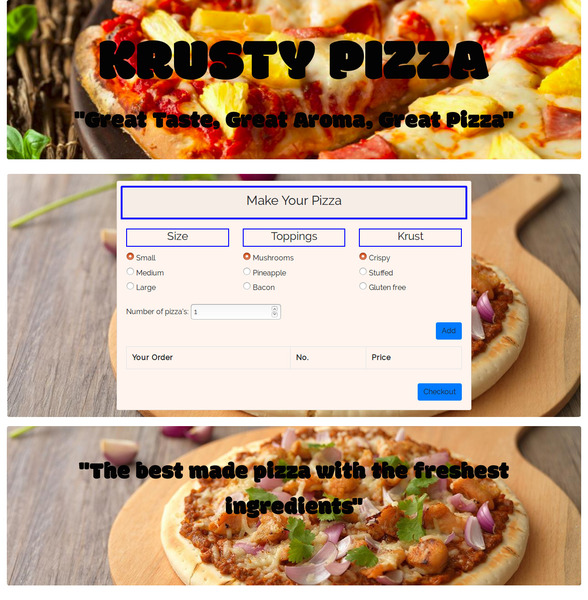 KRUSTY PIZZA
"Great Taste, Great Aroma, Great Pizza"
Make Your Pizza
Size Toppings Krust
Small Mushrooms Crispy
Medium Pineapple Stuffed
Large Bacon Gluten free
Number of pizza's: 1
Add
Your Order No. Price
Checkout
"The best made pizza with the freshest
ingredients"